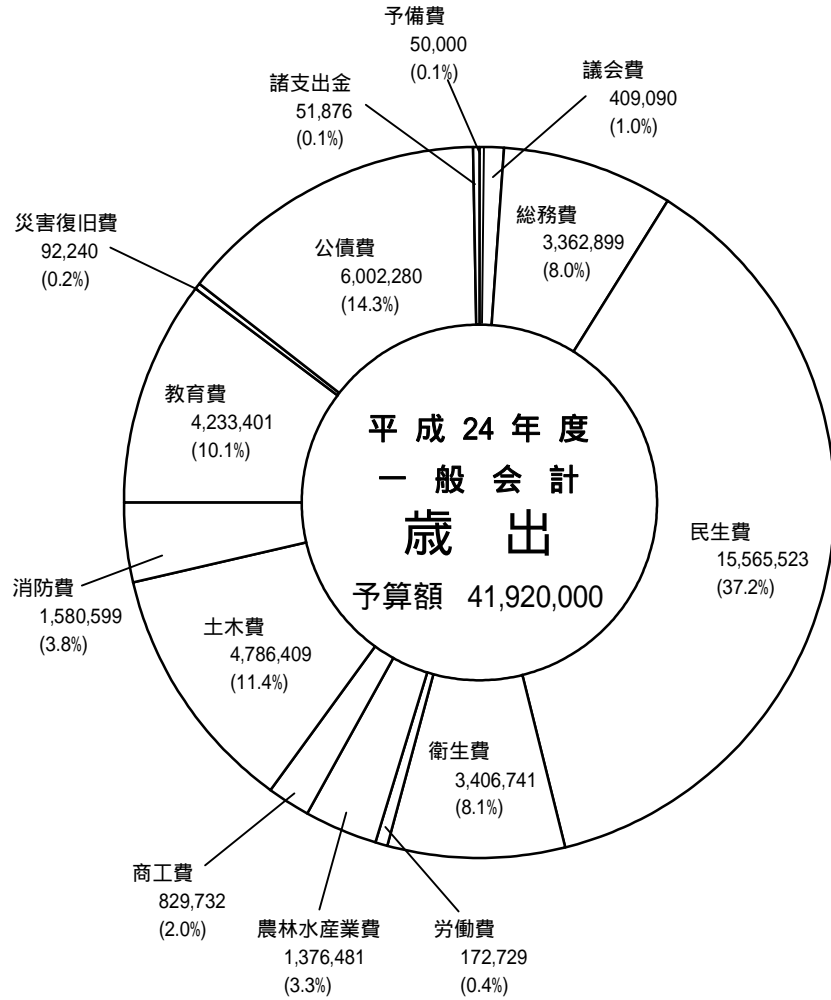 予備費
50,000
(0.1%)
議会費
409,090
(1.0%)
諸支出金
51,876
(0.1%)
総務費
3,362,899
(8.0%)
災害復旧費
92,240
(0.2%)
公債費
6,002,280
(14.3%)
教育費
4,233,401
(10.1%)
平成24年度
一般会計
歳出
予算額 41,920,000
民生費
15,565,523
(37.2%)
消防費
1,580,599
(3.8%)
土木費
4,786,409
(11.4%)
衛生費
3,406,741
(8.1%)
商工費
829,732
(2.0%)
農林水産業費
1,376,481
(3.3%)
労働費
172,729
(0.4%)